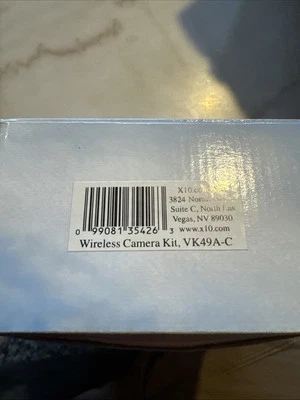 X10.co
3824 Nor
Suite C, North Las
Vegas, NV 89030
www.x10.com
0 99081 35426 3
Wireless Camera Kit, VK49A-C